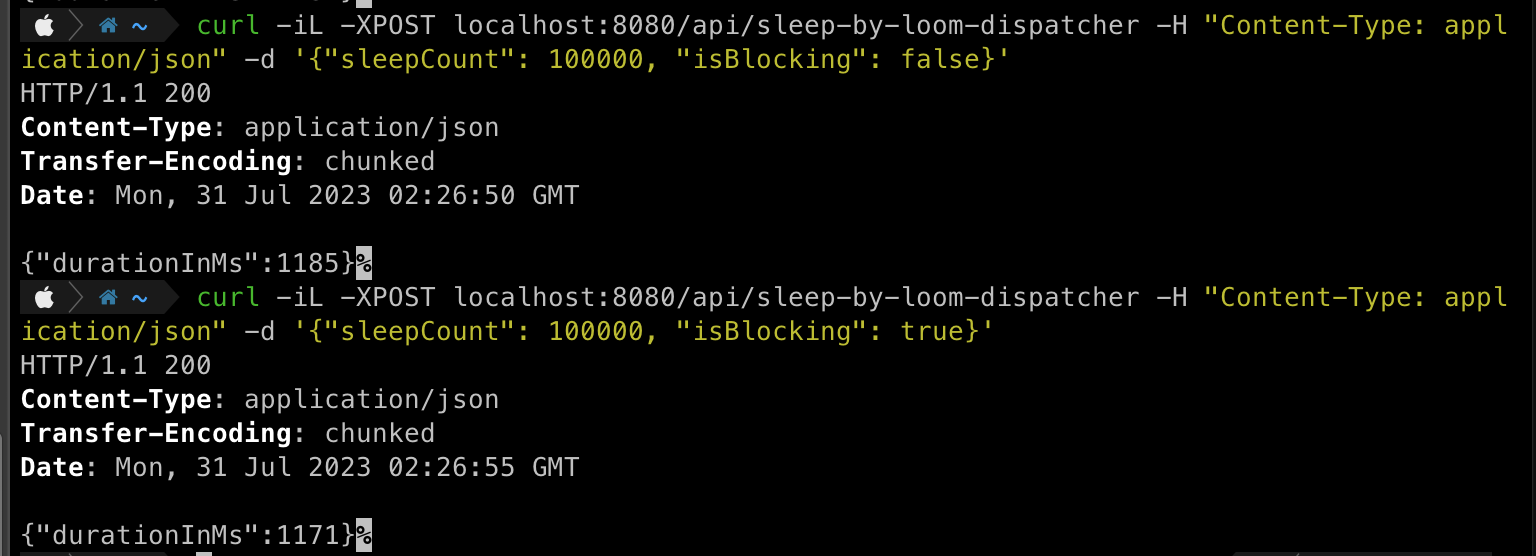 ~ curl -iL -XPOST localhost:8080/api/sleep-by-loom-dispatcher -H "Content-Type: appl
ication/json" -d '{"sleepCount": 100000, "isBlocking": false}'
HTTP/1.1 200
Content-Type: application/json
Transfer-Encoding: chunked
Date: Mon, 31 Jul 2023 02:26:50 GMT
{"durationInMs":1185}%
~ curl -iL -XPOST localhost:8080/api/sleep-by-loom-dispatcher -H "Content-Type: appl
ication/json" -d '{"sleepCount": 100000, "isBlocking": true}'
HTTP/1.1 200
Content-Type: application/json
Transfer-Encoding: chunked
Date: Mon, 31 Jul 2023 02:26:55 GMT
{"durationInMs":1171}%